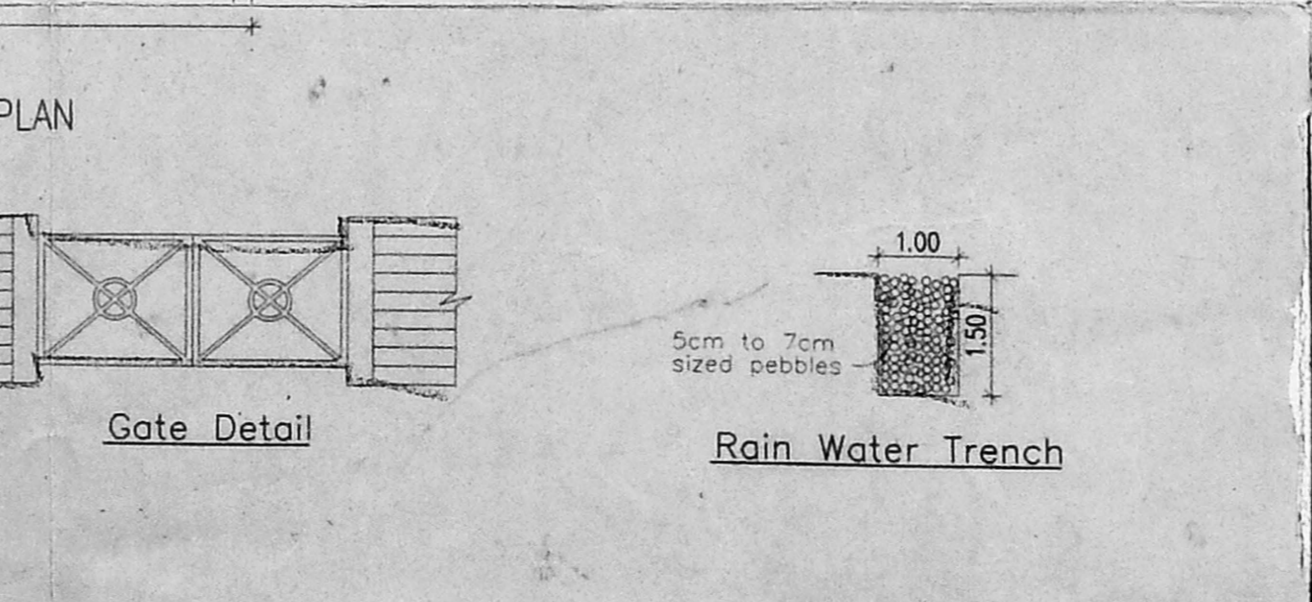 PLAN
Gate Detail
1.00
1.50
5cm to 7cm
sized pebbles
Rain Water Trench